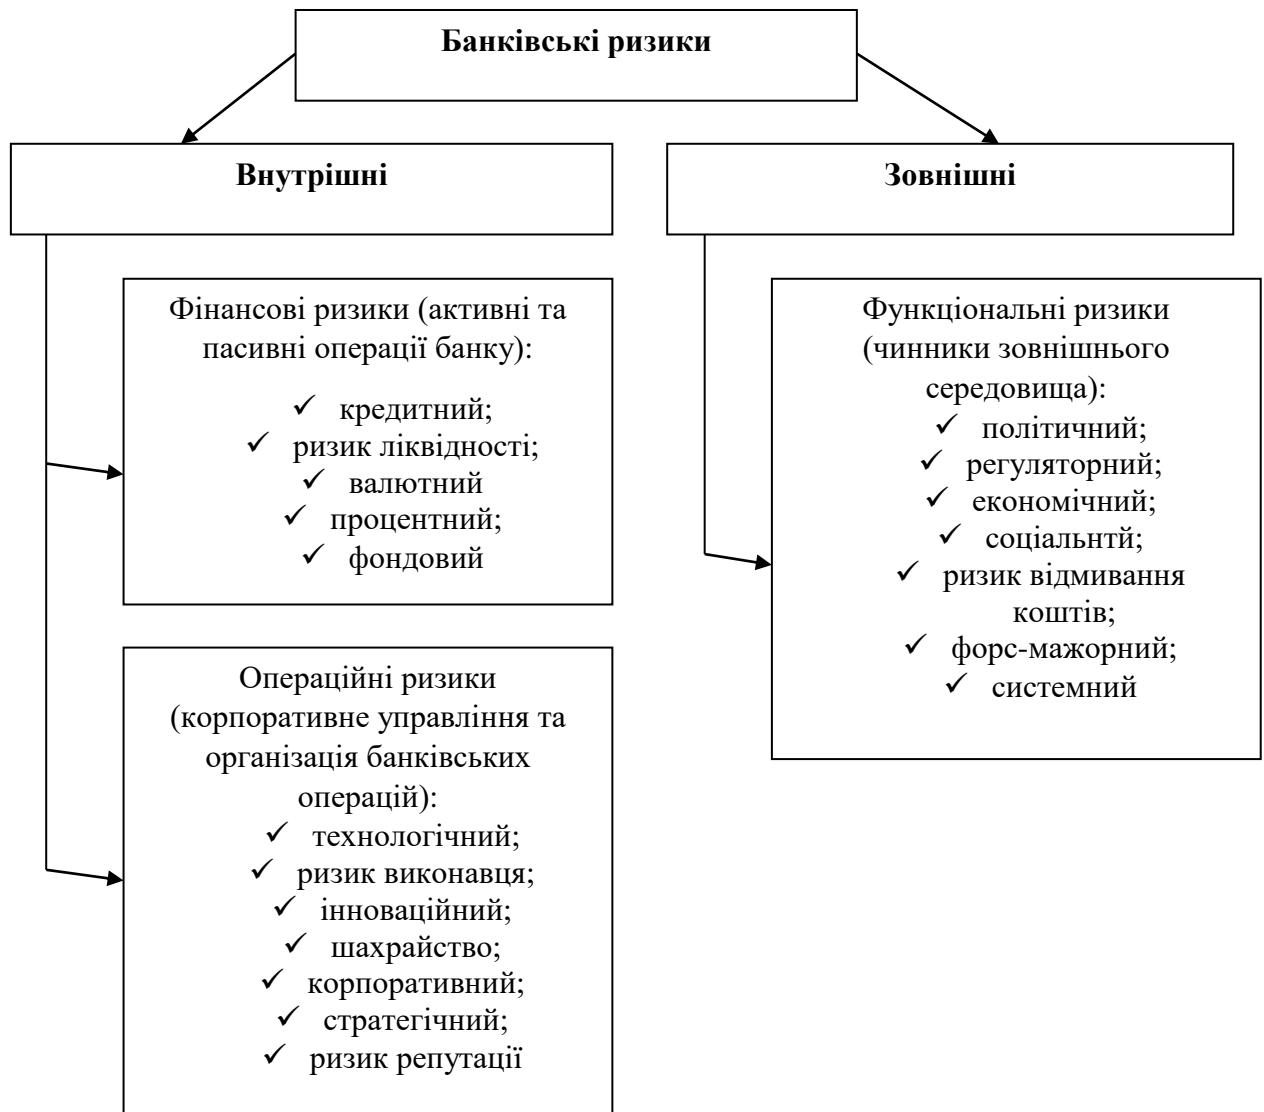 Банківські ризики
Внутрішні
Зовнішні
Фінансові ризики (активні та
пасивні операції банку):
✓ кредитний;
✓ ризик ліквідності;
✓ валютний
✓ процентний;
✓ фондовий
Операційні ризики
(корпоративне управління та
організація банківських
операцій):
✓ технологічний;
✓ ризик виконавця;
✓ інноваційний;
✓ шахрайство;
✓ корпоративний;
✓ стратегічний;
✓ ризик репутації
Функціональні ризики
(чинники зовнішнього
середовища):
✓ політичний;
✓ регуляторний;
✓ економічний;
✓ соціальнтй;
✓ ризик відмивання
коштів;
✓ форс-мажорний;
✓ системний